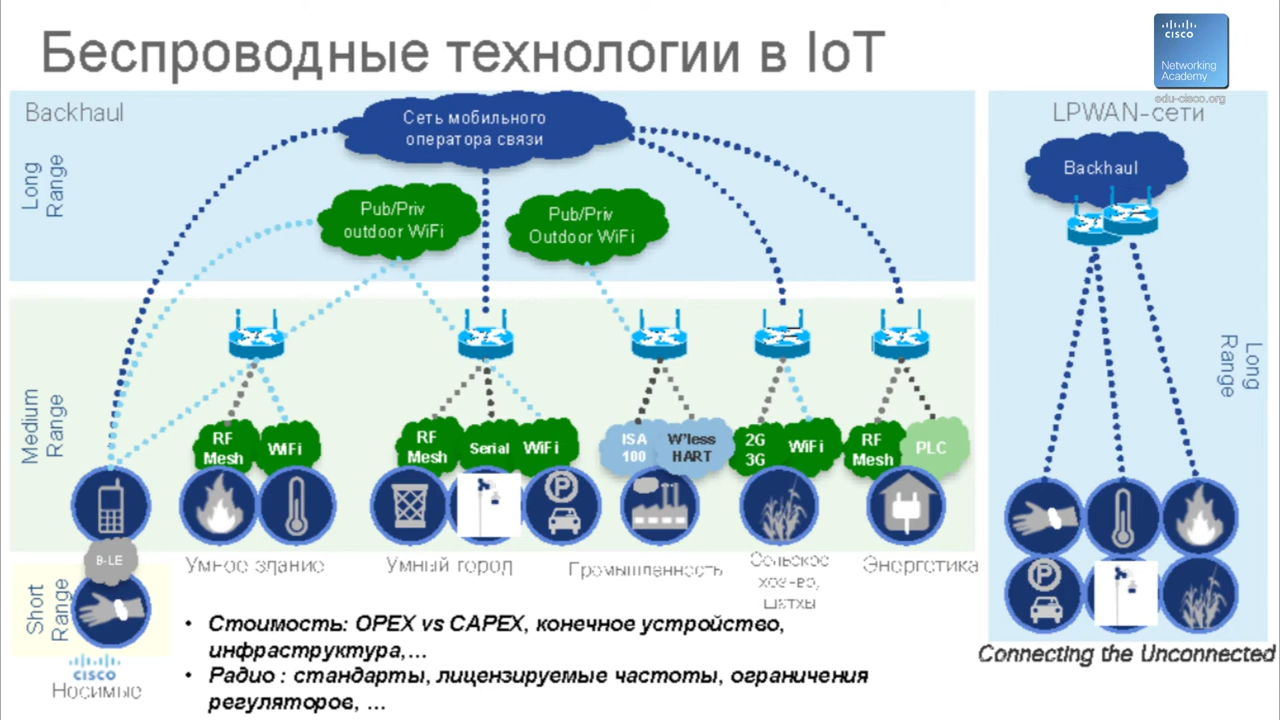 Беспроводные технологии в IoT
cisco
Networking
Academy
edu-cisco.org
Backhaul
Long
Range
Сеть мобильного
оператора связи
Pub/Priv
outdoor WiFi
Pub/Priv
Outdoor WiFi
LPWAN-сети
Backhaul
Long
Range
Medium
Range
RF
Mesh
WiFi
RF
Mesh
Serial
WiFi
ISA
100
W'less
HART
2G
3G
WiFi
RF
Mesh
PLC
P
P
B-LE
Умное здание
Умный город
Промышленность
Сельское
хоз-во,
шатхы
Энергетика
Short
Range
cisco
Носимые
• Стоимость: OPEX vs CAPEX, конечное устройство,
инфраструктура,...
• Радио : стандарты, лицензируемые частоты, ограничения
регуляторов, ...
Connecting the Unconnected